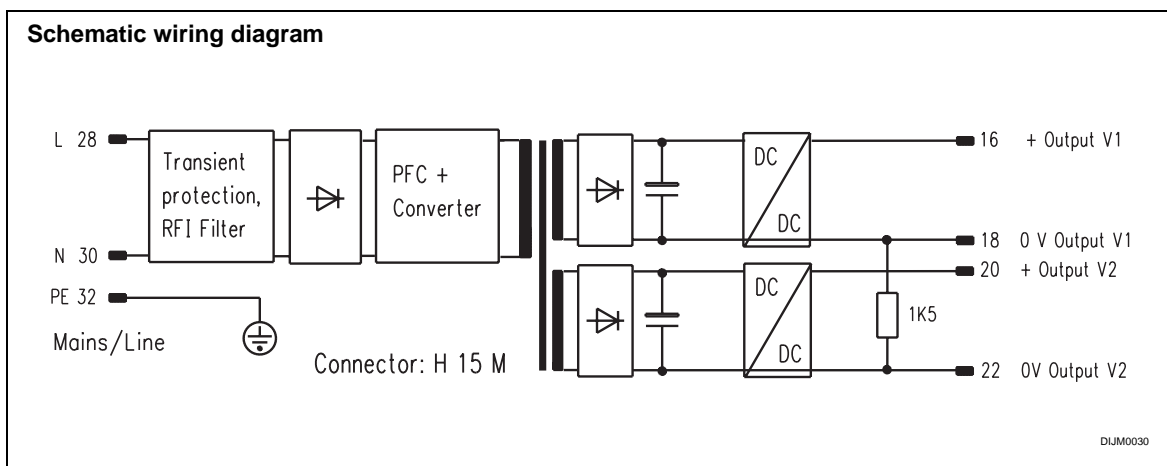 Schematic wiring diagram
L 28
Transient
protection,
RFI Filter
PFC +
Converter
DC
DC
16 + Output V1
N 30
18 0 V Output V1
20 + Output V2
PE 32
DC
DC
1K5
Mains/Line
Connector: H 15 M
22 0V Output V2
DIJM0030